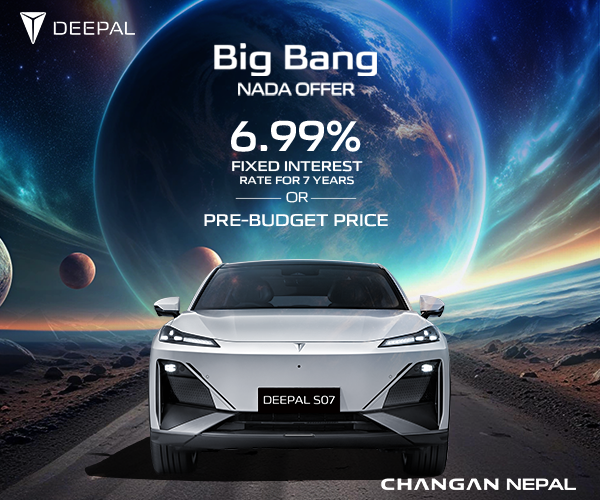 DEEPAL
Big Bang
NADA OFFER
6.99%
FIXED INTEREST
RATE FOR 7 YEARS
OR
PRE-BUDGET PRICE
DEEPAL S07
CHANGAN NEPAL